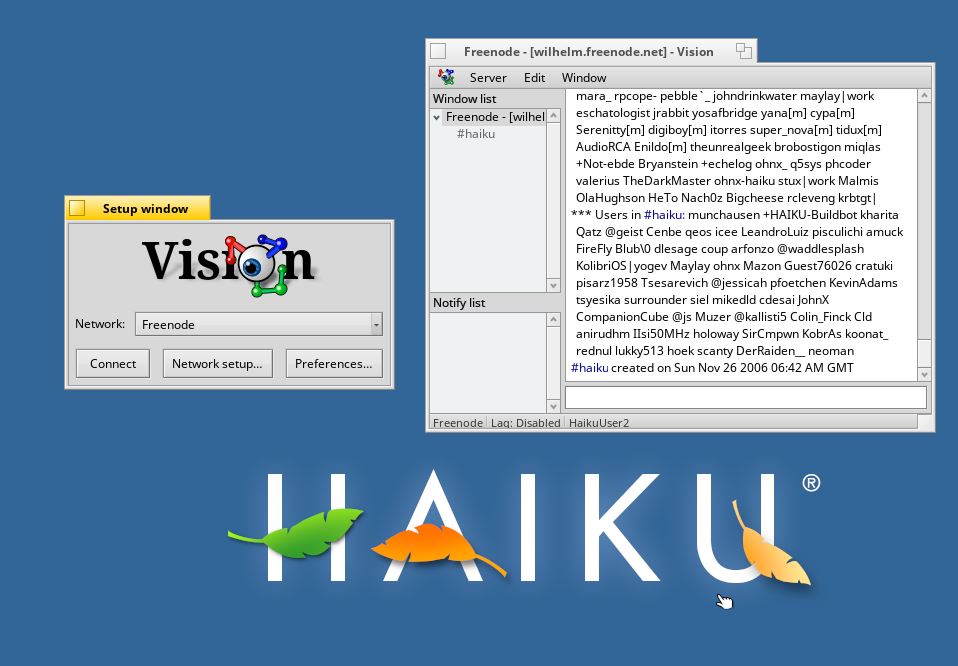 Freenode - [wilhelm.freenode.net] - Vision
Server Edit Window
Window list
Freenode - [wilhel
#haiku
Notify list
mara_ rpcope- pebble`_ johndrinkwater maylay|work
eschatologist jrabbit yosafbridge yana[m] cypa[m]
Serenitty[m] digiboy[m] itorres super_nova[m] tidux[m]
AudioRCA Enildo[m] theunrealgeek brobostigon miqlas
+Not-ebde Bryanstein +echelog ohnx_ q5sys phcoder
valerius TheDarkMaster ohnx-haiku stux|work Malmis
OlaHughson HeTo Nach0z Bigcheese rcleveng krbtgt|
*** Users in #haiku: munchausen +HAIKU-Buildbot kharita
Qatz @geist Cenbe qeos icee LeandroLuiz pisculichi amuck
FireFly Blub\0 dlesage coup arfonzo @waddlesplash
KolibriOS|yogev Maylay ohnx Mazon Guest76026 cratuki
pisarz1958 Tsesarevich @jessicah pfoetchen KevinAdams
tsyesika surrounder siel mikedld cdesai JohnX
CompanionCube @js Muzer @kallisti5 Colin_Finck Cld
anirudhm IIsi50MHz holoway SirCmpwn KobrAs koonat_
rednul lukky513 hoek scanty DerRaiden__ neoman
#haiku created on Sun Nov 26 2006 06:42 AM GMT
Freenode Lag: Disabled HaikuUser2
Setup window
Vision
Network: Freenode
Connect Network setup... Preferences...
HAIKU®